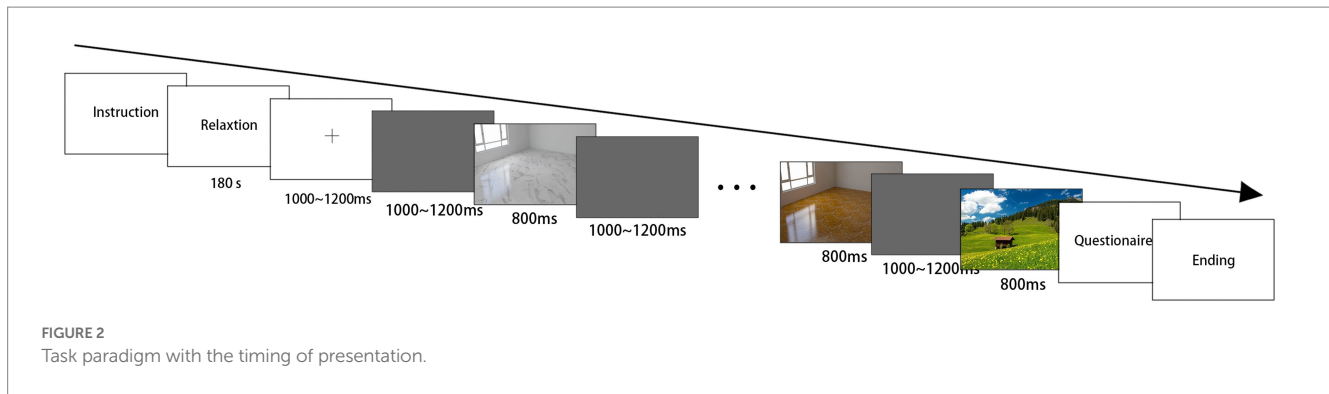 Instruction
Relaxtion
180 s
1000~1200ms
1000~1200ms
800ms
1000~1200ms
800ms
1000~1200ms
800ms
Questionaire
Ending
FIGURE 2
Task paradigm with the timing of presentation.